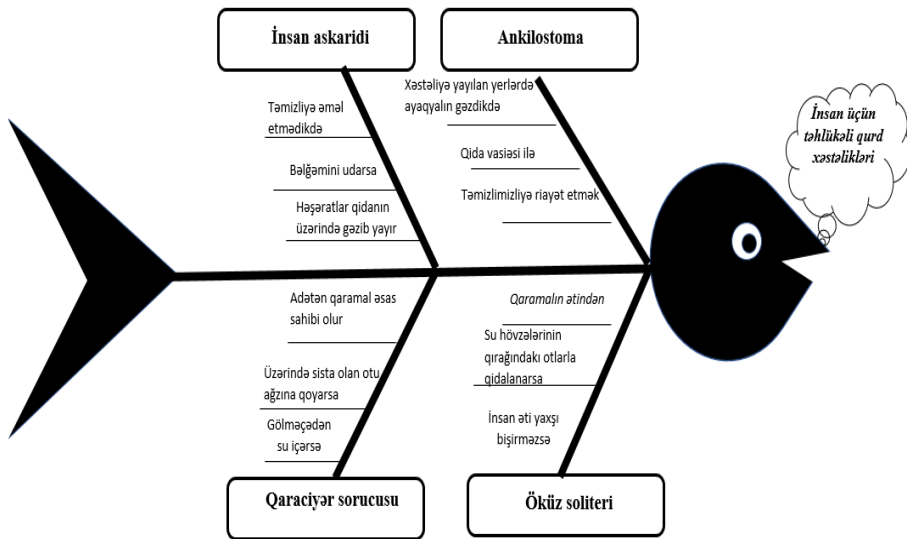 İnsan askaridi
Ankilostoma
Təmizliyə əməl
etmədikdə
Bəlğəmini udarsa
Həşəratlar qidanın
üzərində gəzib yayır
Xəstəliyə yayılan yerlərdə
ayaqyalın gəzdikdə
Qida vasiəsi ilə
Təmizlimizliyə riayət etmək
İnsan üçün
təhlükəli qurd
xəstəlikləri
Adətən qaramal əsas
sahibi olur
Üzərində sista olan otu
ağzına qoyarsa
Gölməçədən
su içərsə
Qaramalın ətindən
Su hövzələrinin
qırağındakı otlarla
qidalanarsa
İnsan əti yaxşı
bişirməzsə
Qaraciyər sorucusu
Öküz soliteri